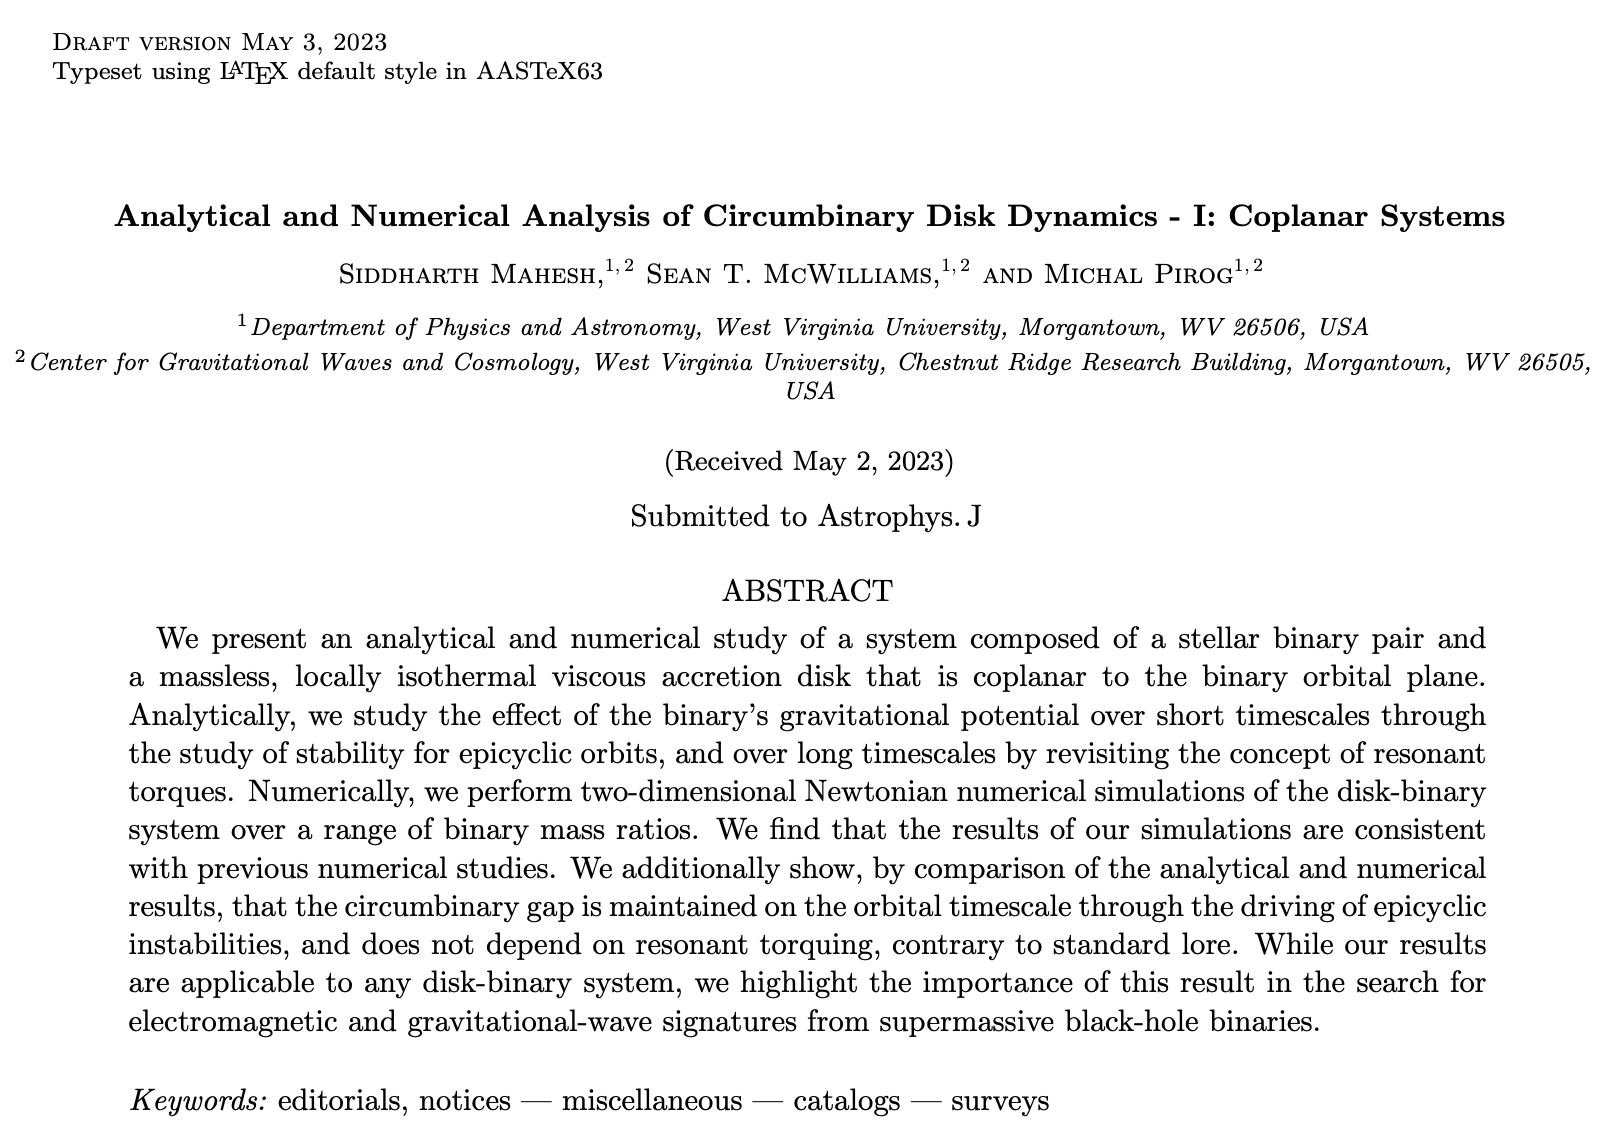 DRAFT VERSION MAY 3, 2023
Typeset using LATEX default style in AASTeX63
Analytical and Numerical Analysis of Circumbinary Disk Dynamics - I: Coplanar Systems
SIDDHARTH MAHESH,1,2 SEAN T. MCWILLIAMS,1,2 AND MICHAL PIROG1,2
1Department of Physics and Astronomy, West Virginia University, Morgantown, WV 26506, USA
2Center for Gravitational Waves and Cosmology, West Virginia University, Chestnut Ridge Research Building, Morgantown, WV 26505,
USA
(Received May 2, 2023)
Submitted to Astrophys. J
ABSTRACT
We present an analytical and numerical study of a system composed of a stellar binary pair and
a massless, locally isothermal viscous accretion disk that is coplanar to the binary orbital plane.
Analytically, we study the effect of the binary's gravitational potential over short timescales through
the study of stability for epicyclic orbits, and over long timescales by revisiting the concept of resonant
torques. Numerically, we perform two-dimensional Newtonian numerical simulations of the disk-binary
system over a range of binary mass ratios. We find that the results of our simulations are consistent
with previous numerical studies. We additionally show, by comparison of the analytical and numerical
results, that the circumbinary gap is maintained on the orbital timescale through the driving of epicyclic
instabilities, and does not depend on resonant torquing, contrary to standard lore. While our results
are applicable to any disk-binary system, we highlight the importance of this result in the search for
electromagnetic and gravitational-wave signatures from supermassive black-hole binaries.
Keywords: editorials, notices — miscellaneous — catalogs — surveys